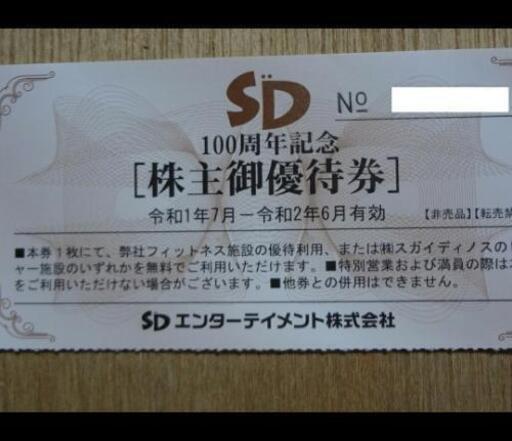 SD
№
100周年記念
[株主御優待券]
令和1年7月ー令和2年6月有効
【非売品】【転売禁
■本券1枚にて、弊社フィットネス施設の優待利用、または㈱スガイディノスの
ャー施設のいずれかを無料でご利用いただけます。■特別営業および満員の際は
をご利用いただけない場合がございます。■他券との併用はできません。
SDエンターテイメント株式会社